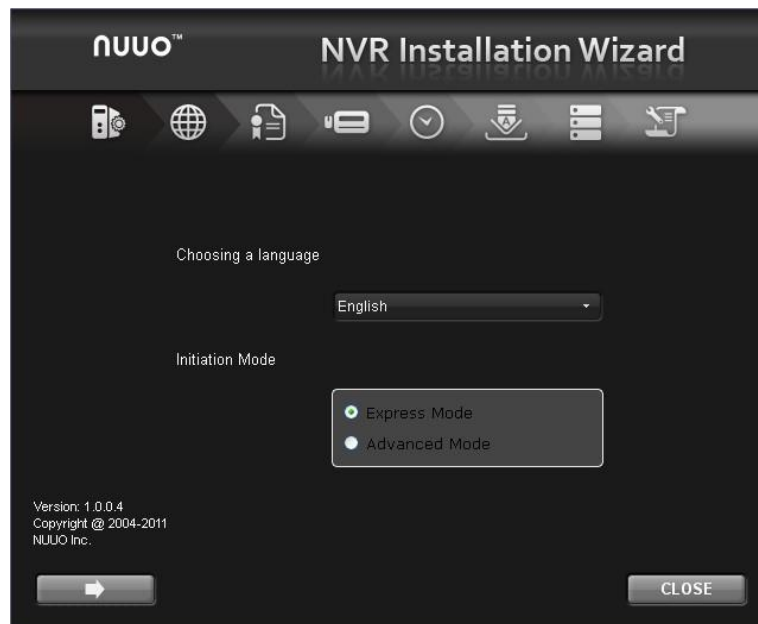 nuuo™
NVR Installation Wizard
Choosing a language
English
Initiation Mode
Express Mode
Advanced Mode
Version: 1.0.0.4
Copyright @ 2004-2011
NUUO Inc.
CLOSE